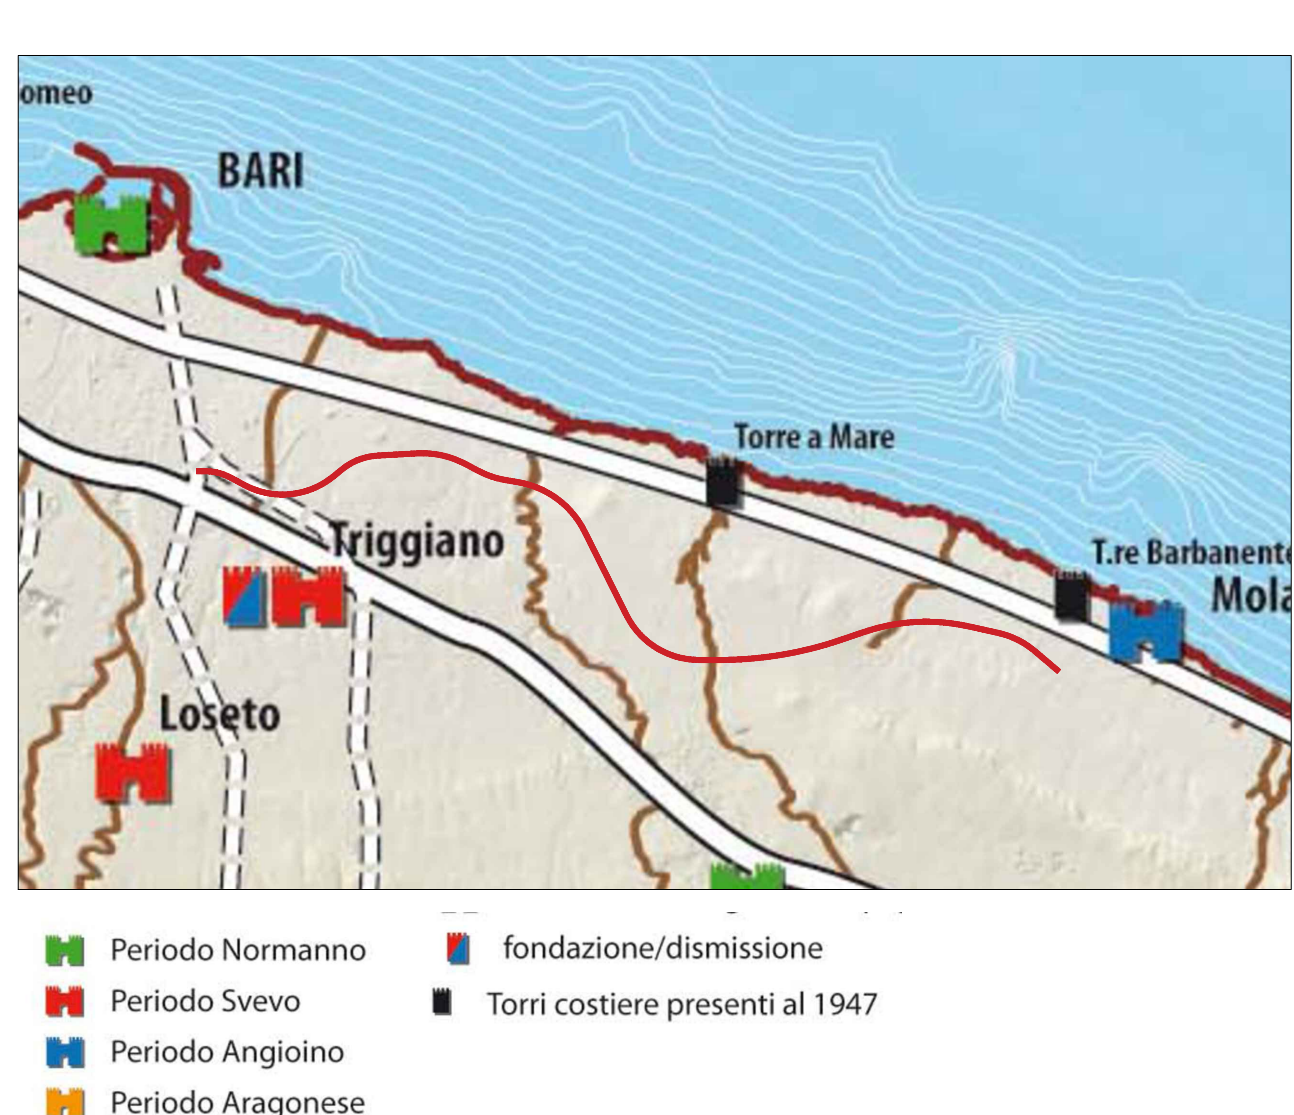 omeo
BARI
Torre a Mare
Triggiano
T.re Barbanente
Mola
Loseto
Periodo Normanno
fondazione/dismissione
Periodo Svevo
Torri costiere presenti al 1947
Periodo Angioino
Periodo Aragonese